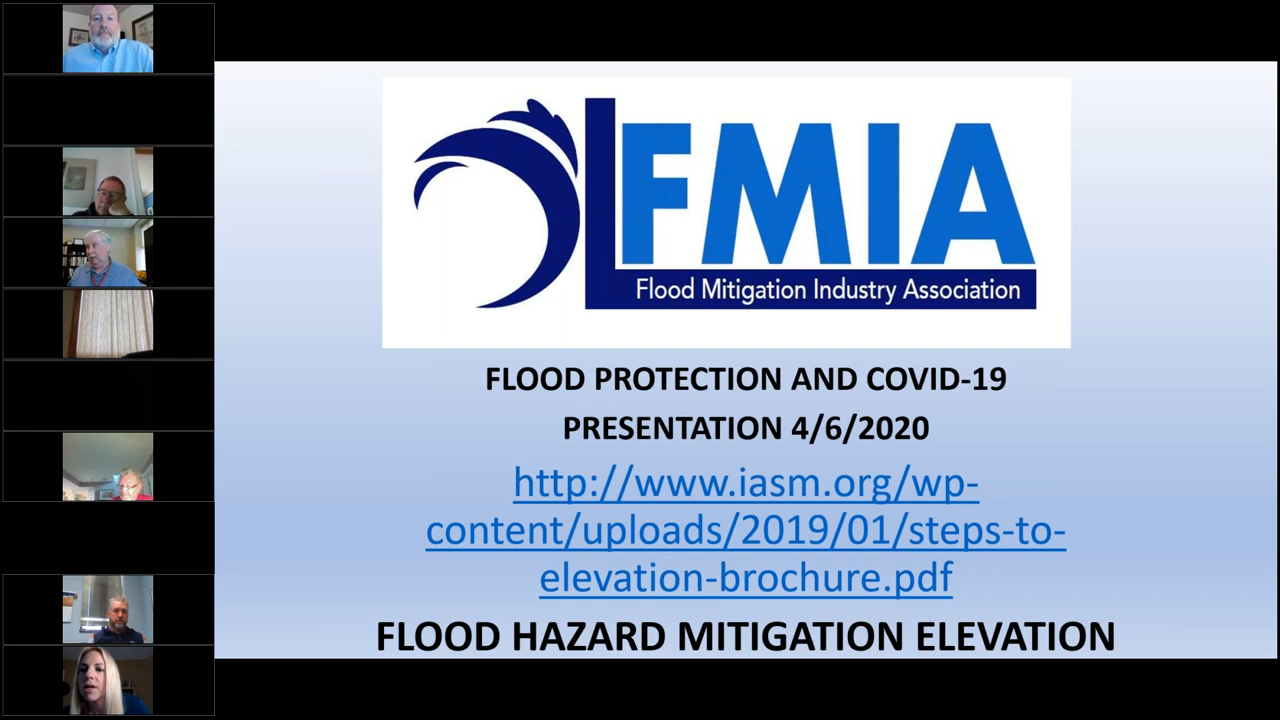 FMIA
Flood Mitigation Industry Association
FLOOD PROTECTION AND COVID-19
PRESENTATION 4/6/2020
http://www.iasm.org/wp-
content/uploads/2019/01/steps-to-
elevation-brochure.pdf
FLOOD HAZARD MITIGATION ELEVATION